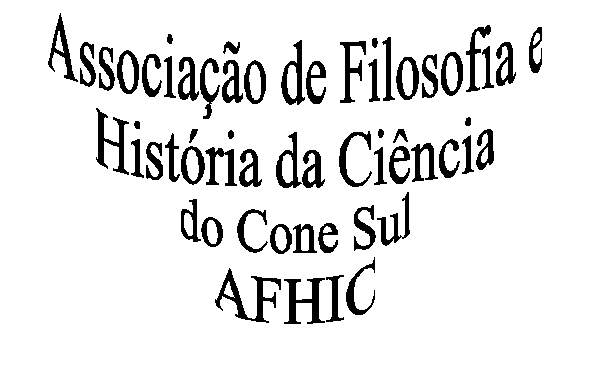 Associação de Filosofia e
História da Ciência
do Cone Sul
AFHIC